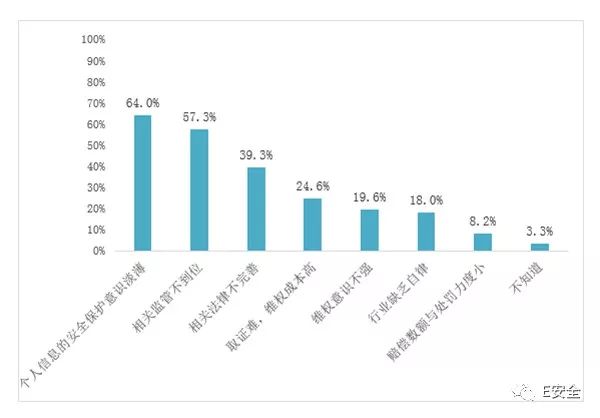 100%
90%
80%
70%
60%
50%
40%
30%
20%
10%
0%
64.0%
57.3%
39.3%
24.6%
19.6%
18.0%
8.2%
3.3%
个人信息的安全保护意识淡薄
相关监管不到位
相关法律不完善
取证难，维权成本高
维权意识不强
行业缺乏自律
赔偿数额与处罚力度小
不知道
E安全